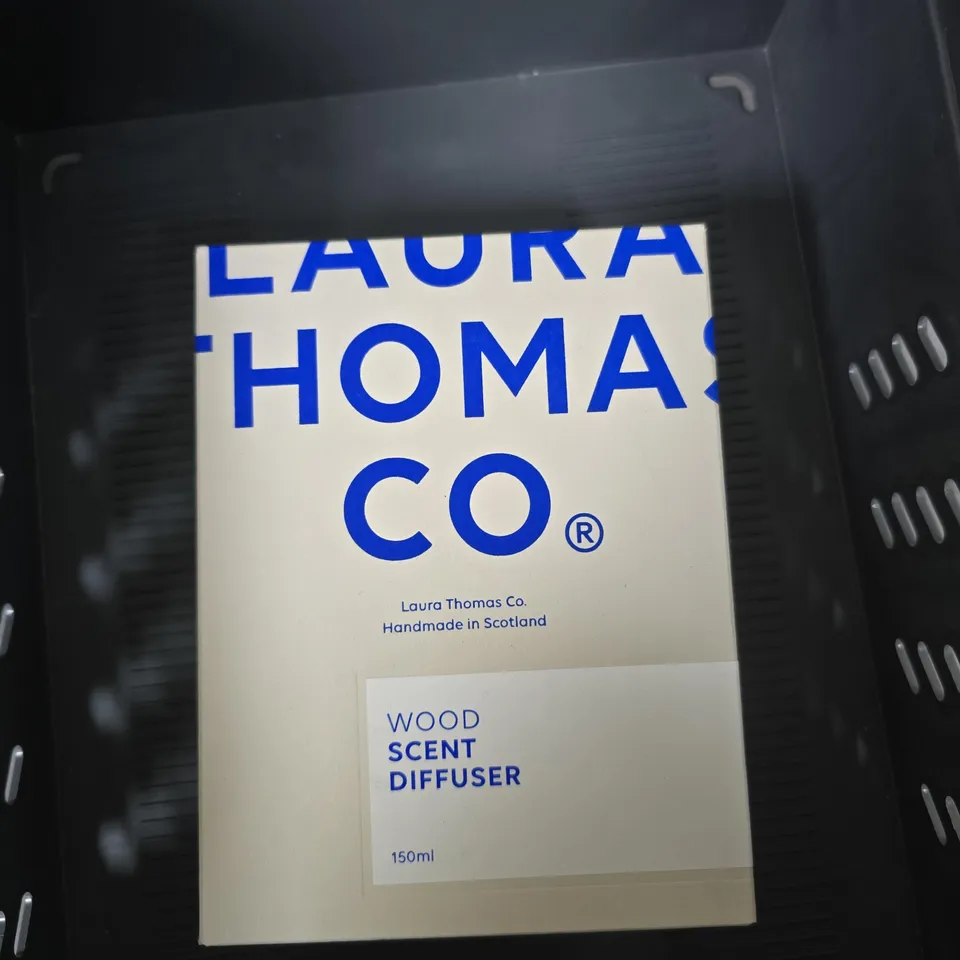 LAURA
THOMAS
CO.®
Laura Thomas Co.
Handmade in Scotland
WOOD
SCENT
DIFFUSER
150ml